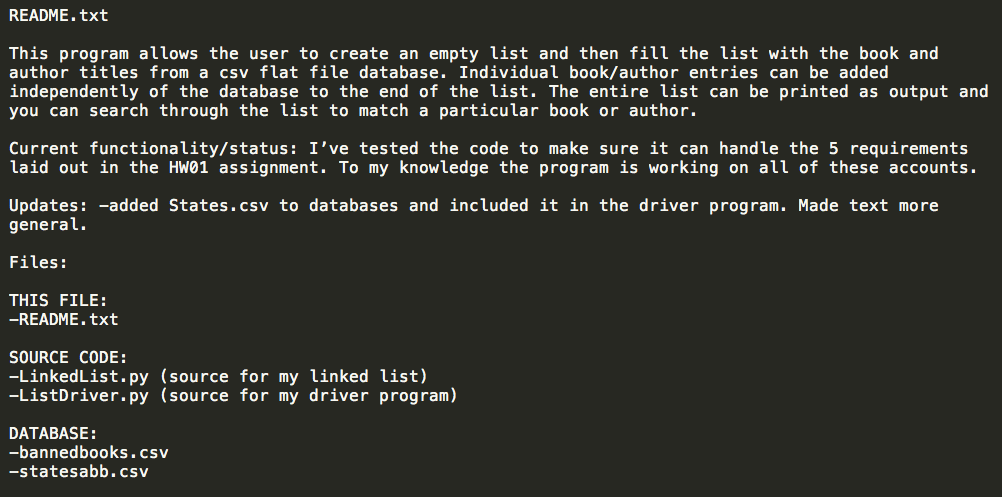 README.txt
This program allows the user to create an empty list and then fill the list with the book and
author titles from a csv flat file database. Individual book/author entries can be added
independently of the database to the end of the list. The entire list can be printed as output and
you can search through the list to match a particular book or author.
Current functionality/status: I’ve tested the code to make sure it can handle the 5 requirements
laid out in the HW01 assignment. To my knowledge the program is working on all of these accounts.
Updates: -added States.csv to databases and included it in the driver program. Made text more
general.
Files:
THIS FILE:
-README.txt
SOURCE CODE:
-LinkedList.py (source for my linked list)
-ListDriver.py (source for my driver program)
DATABASE:
-bannedbooks.csv
-statesabb.csv